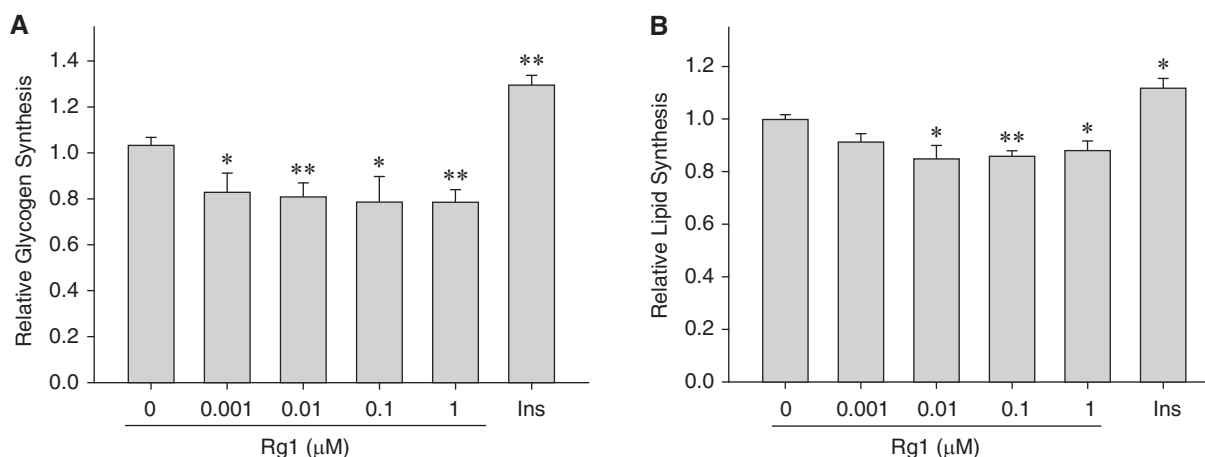 A
Relative Glycogen Synthesis
1.4
1.2
1.0
0.8
0.6
0.4
0.2
0.0
* ** * ** **
0 0.001 0.01 0.1 1 Ins
Rg1 (μM)
B
Relative Lipid Synthesis
1.2
1.0
0.8
0.6
0.4
0.2
0.0
* ** * *
0 0.001 0.01 0.1 1 Ins
Rg1 (μM)